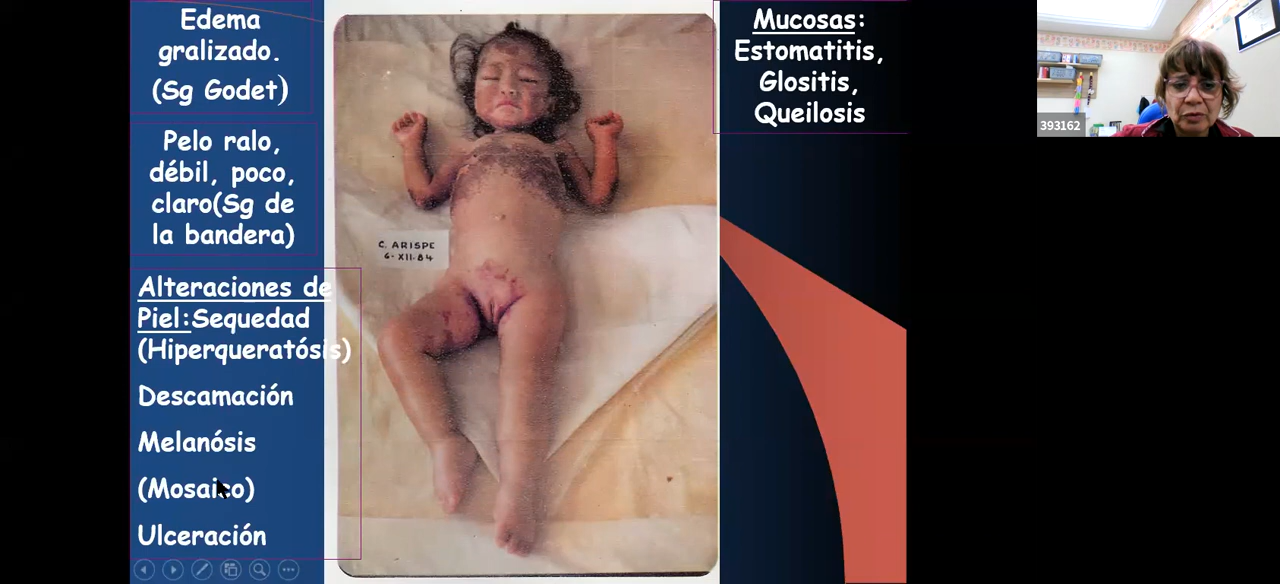 Edema
gralizado.
(Sg Godet)
Pelo ralo,
débil, poco,
claro(Sg de
la bandera)
Alteraciones de
Piel:Sequedad
(Hiperqueratósis)
Descamación
Melanósis
(Mosaico)
Ulceración
C. ARISPE
6-XII-84
Mucosas:
Estomatitis,
Glositis,
Queilosis
393162